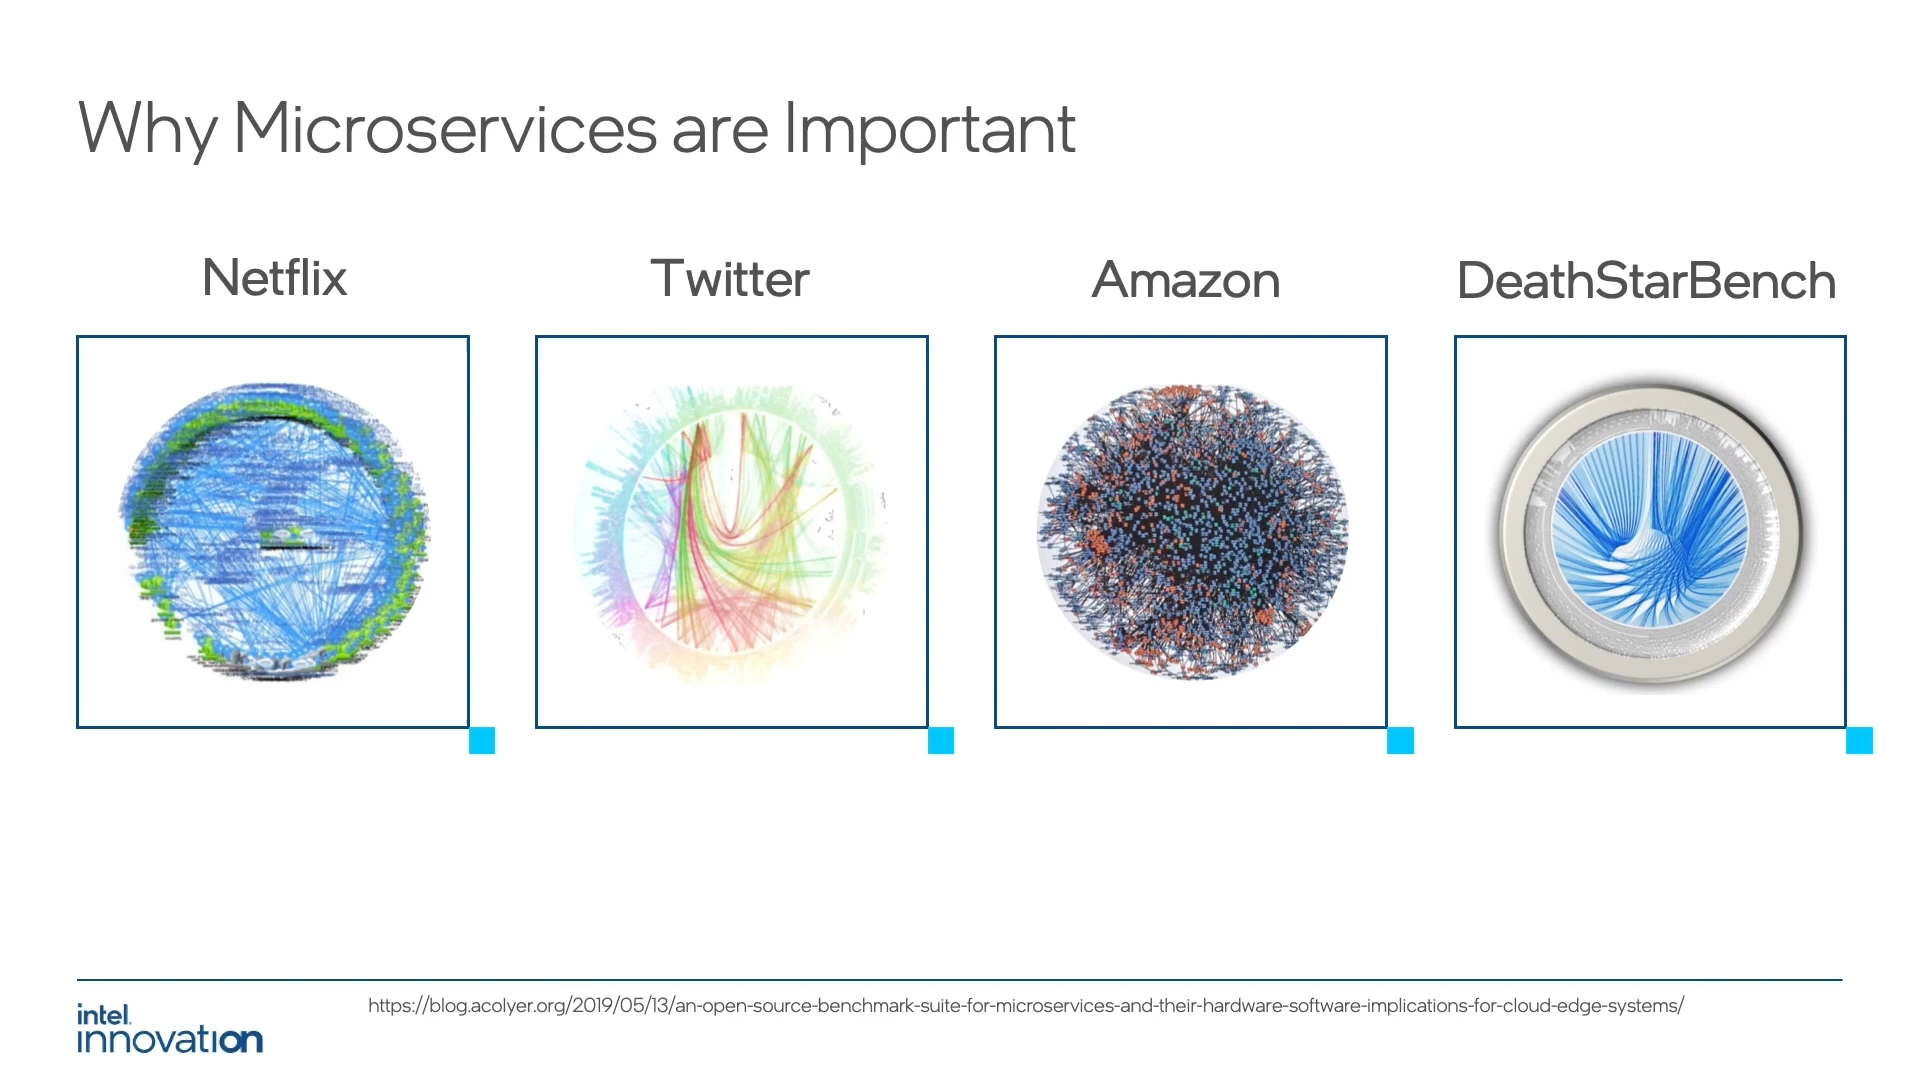 Why Microservices are Important
Netflix
Twitter
Amazon
DeathStarBench
https://blog.acolyer.org/2019/05/13/an-open-source-benchmark-suite-for-microservices-and-their-hardware-software-implications-for-cloud-edge-systems/
intel.
innovation